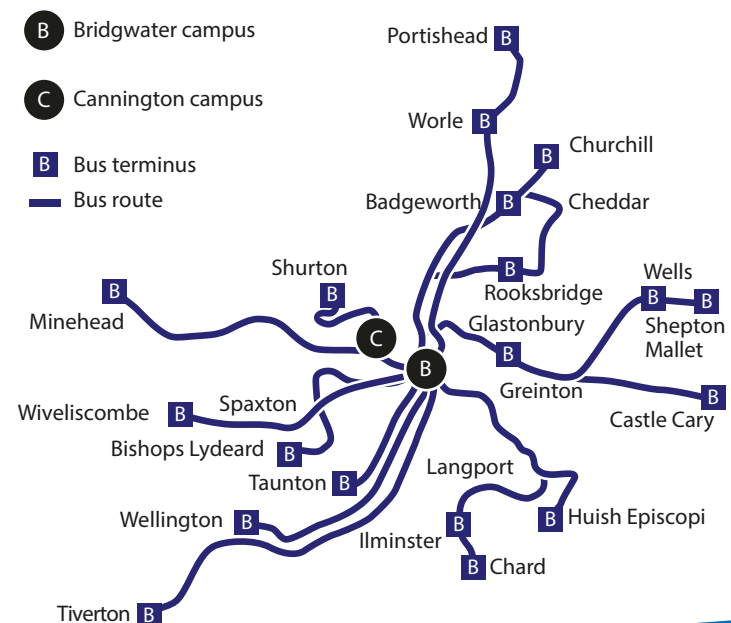 B Bridgwater campus
C Cannington campus
B Bus terminus
Bus route
Portishead B
Worle B
B Churchill
Badgeworth B Cheddar
Shurton
B
B
Rooksbridge
Wells
B B
Shepton
Mallet
B
Minehead
C
Glastonbury
B
B
Greinton
B
Castle Cary
Wiveliscombe B Spaxton
Bishops Lydeard B
Taunton B
Langport
Wellington B
B
Ilminster
B Huish Episcopi
B Chard
Tiverton B